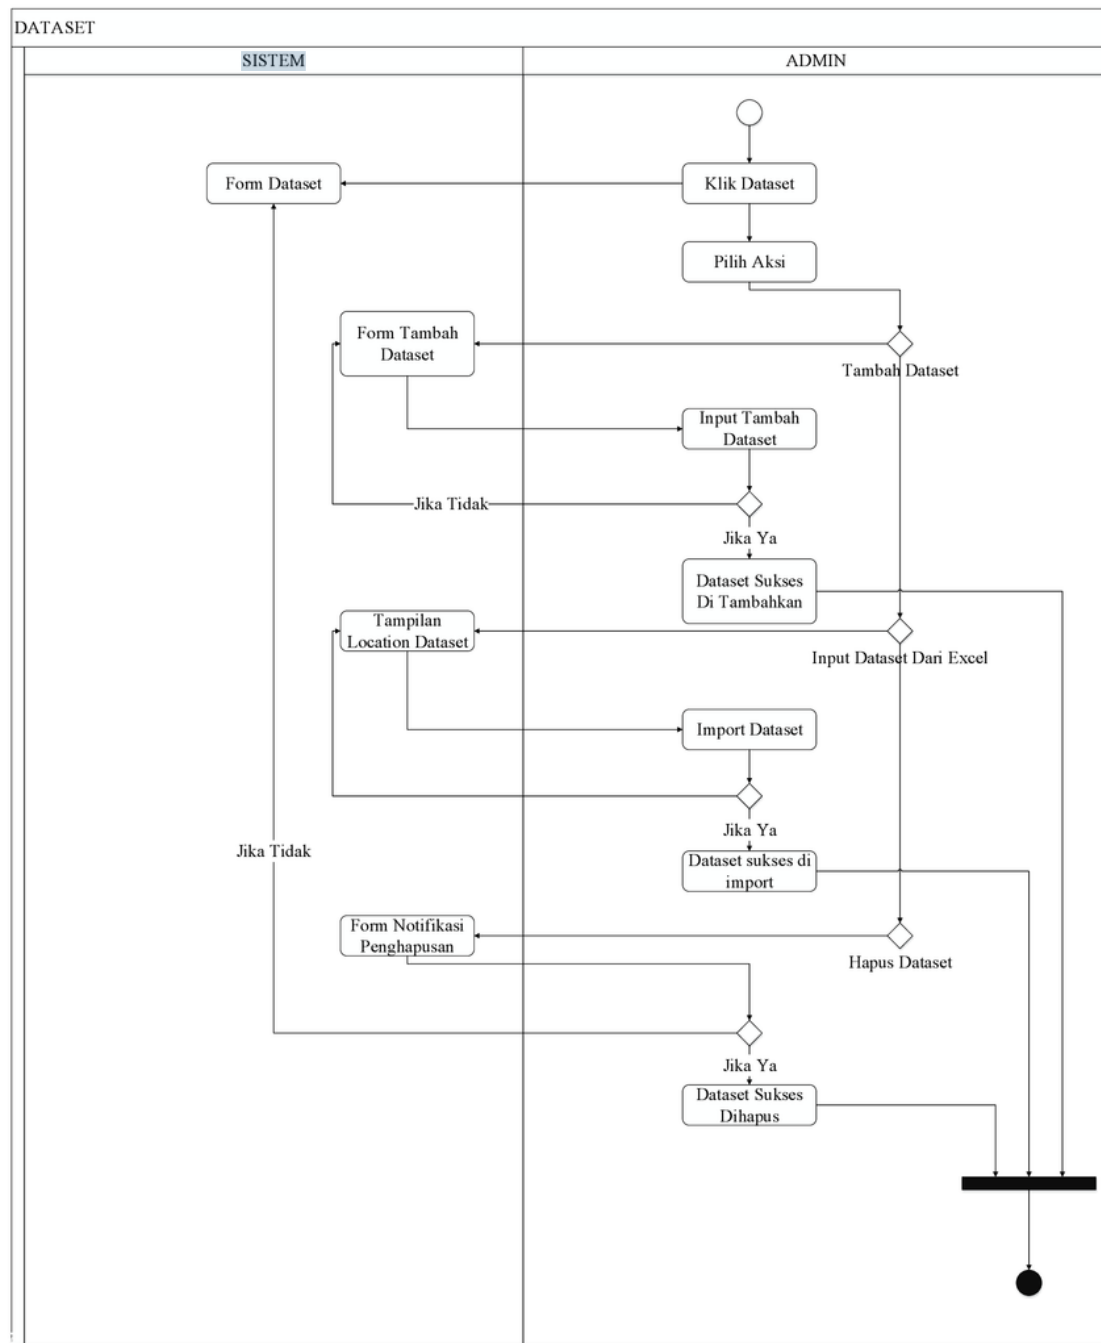 DATASET
SISTEM
ADMIN
Form Dataset
Klik Dataset
Pilih Aksi
Form Tambah
Dataset
Tambah Dataset
Input Tambah
Dataset
Jika Tidak
Jika Ya
Dataset Sukses
Di Tambahkan
Tampilan
Location Dataset
Input Dataset Dari Excel
Import Dataset
Jika Ya
Jika Tidak
Dataset sukses di
import
Form Notifikasi
Penghapusan
Hapus Dataset
Jika Ya
Dataset Sukses
Dihapus